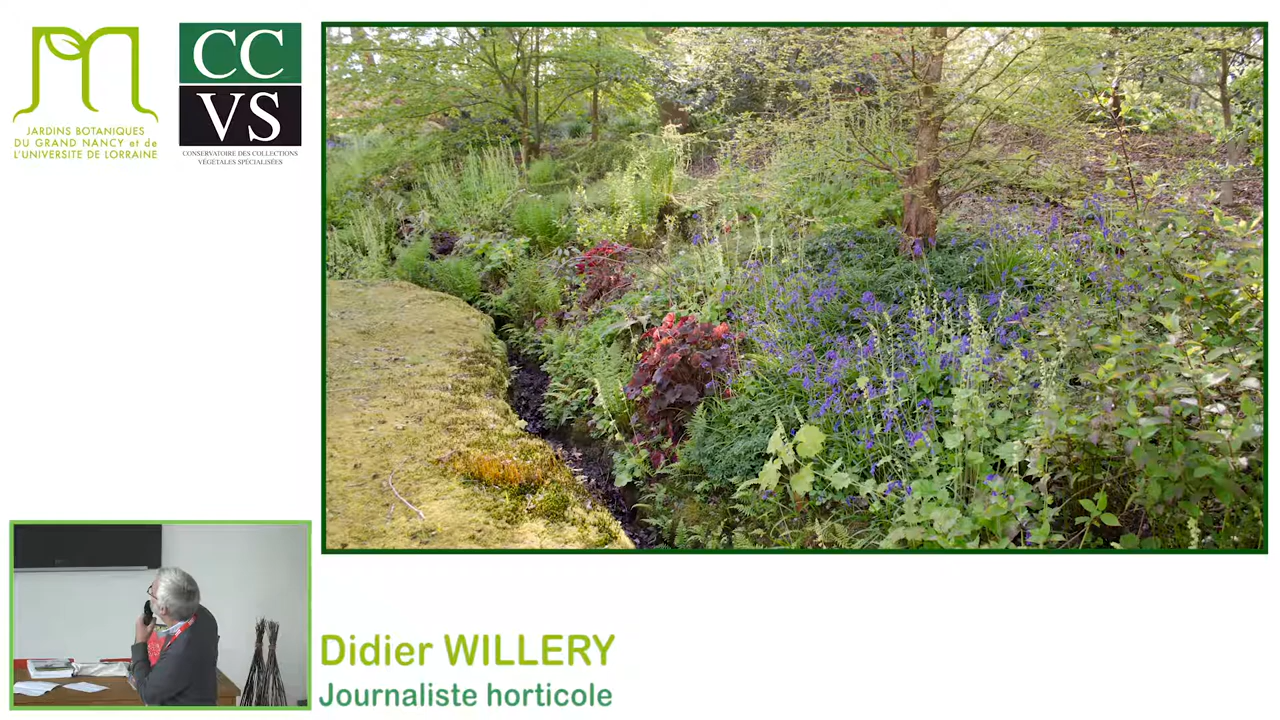 JARDINS BOTANIQUES
DU GRAND NANCY et de
L'UNIVERSITE DE LORRAINE
CC
VS
CONSERVATOIRE DES COLLECTIONS
VÉGÉTALES SPÉCIALISÉES
Didier WILLERY
Journaliste horticole